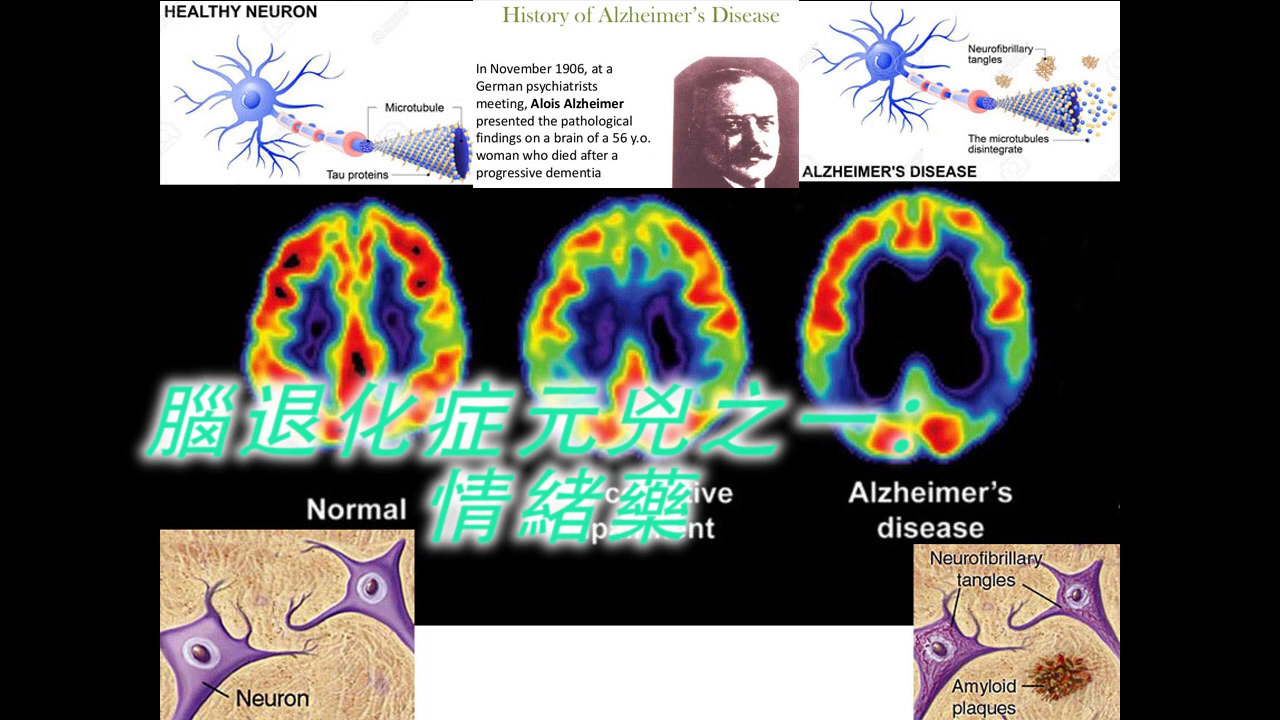 HEALTHY NEURON
Microtubule
Tau proteins
History of Alzheimer's Disease
In November 1906, at a
German psychiatrists
meeting, Alois Alzheimer
presented the pathological
findings on a brain of a 56 y.o.
woman who died after a
progressive dementia
Neurofibrillary
tangles
The microtubules
disintegrate
ALZHEIMER'S DISEASE
腦退化症元兇之一：
情緒藥
Normal
Alzheimer's
disease
Neuron
Neurofibrillary
tangles
Amyloid
plaques